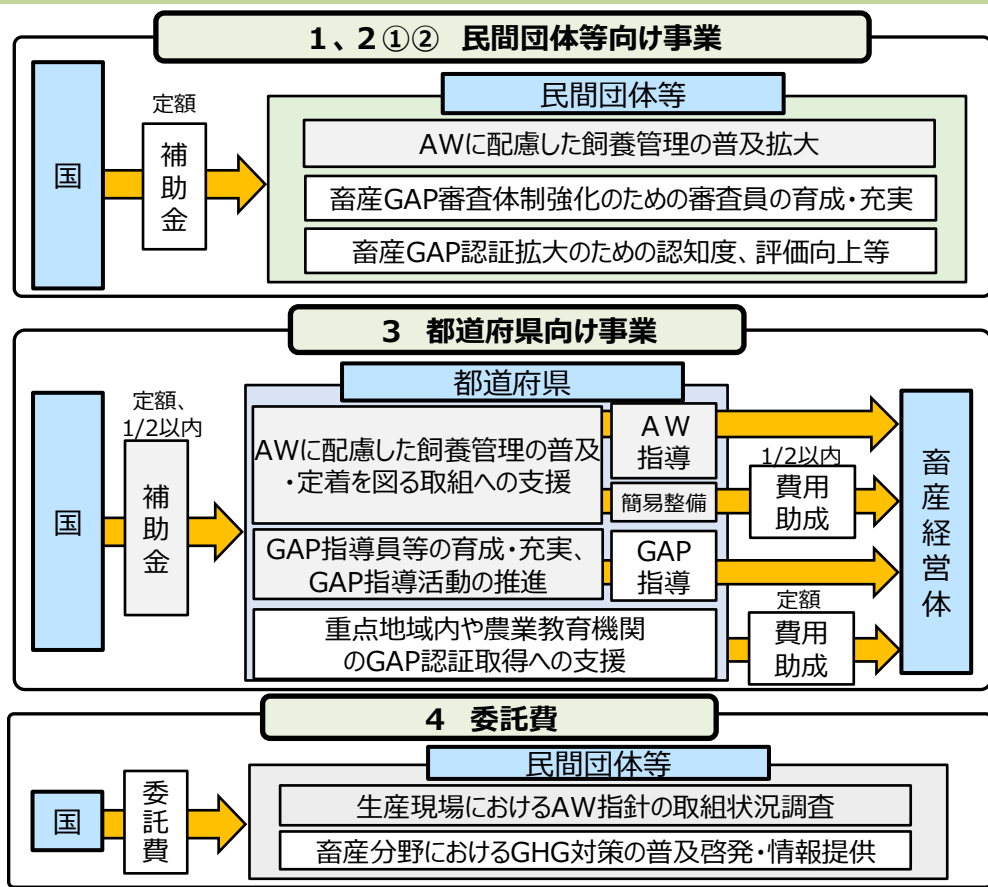 1、2①② 民間団体等向け事業
国
定額
補助金
民間団体等
AWに配慮した飼養管理の普及拡大
畜産GAP審査体制強化のための審査員の育成・充実
畜産GAP認証拡大のための認知度、評価向上等
3 都道府県向け事業
国
定額、
1/2以内
補助金
都道府県
AWに配慮した飼養管理の普及
・定着を図る取組への支援
AW
指導
簡易整備
1/2以内
費用
助成
GAP指導員等の育成・充実、
GAP指導活動の推進
GAP
指導
重点地域内や農業教育機関
のGAP認証取得への支援
定額
費用
助成
畜産経営体
4 委託費
国
委託費
民間団体等
生産現場におけるAW指針の取組状況調査
畜産分野におけるGHG対策の普及啓発・情報提供